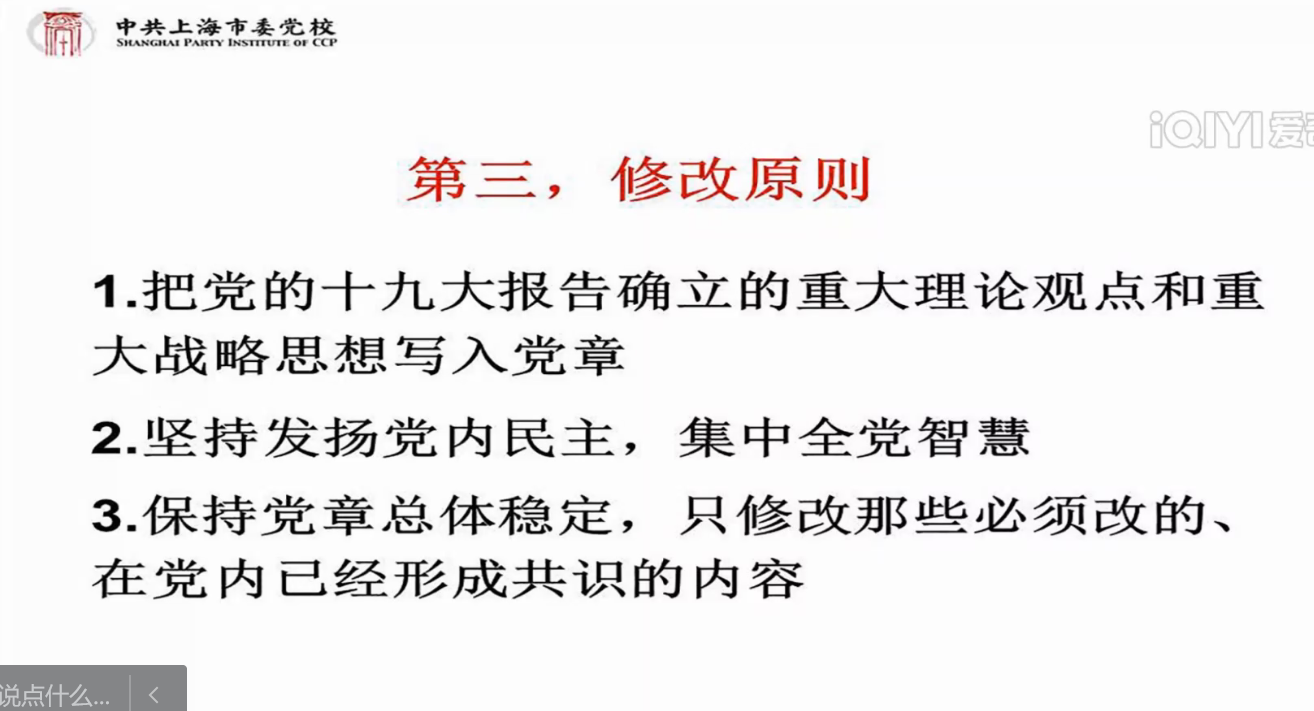 中共上海市委党校
SHANGHAI PARTY INSTITUTE OF CCP
iQIYI 爱
第三，修改原则
1.把党的十九大报告确立的重大理论观点和重
大战略思想写入党章
2.坚持发扬党内民主，集中全党智慧
3.保持党章总体稳定，只修改那些必须改的、
在党内已经形成共识的内容
说点什么...